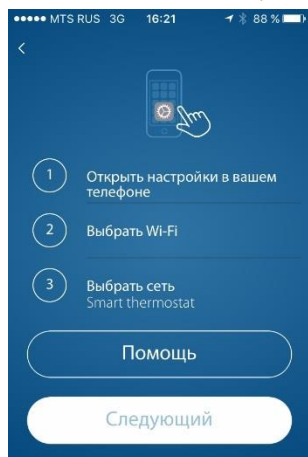 MTS RUS 3G 16:21 88 %
1 Открыть настройки в вашем
телефоне
2 Выбрать Wi-Fi
3 Выбрать сеть
Smart thermostat
Помощь
Следующий